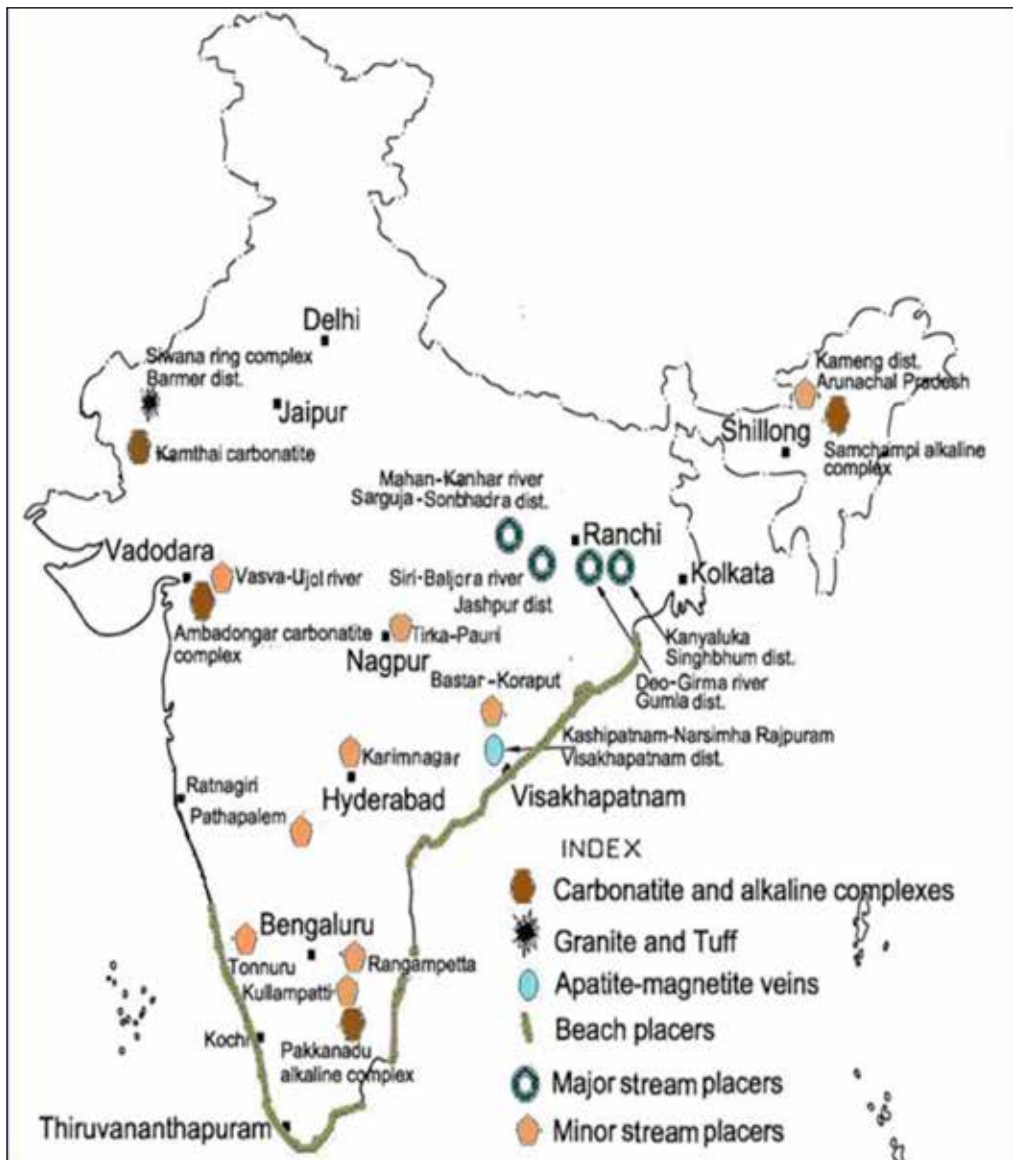 Delhi
Siwana ring complex
Barmer dist.
Jaipur
Kamthai carbonatite
Kameng dist.
Arunachal Pradesh
Shillong
Samchampi alkaline
complex
Mahan-Kanhar river
Sarguja-Sonbhadra dist.
Ranchi
Vadodara
Vasva-Ujol river
Siri-Baljora river
Jashpur dist
Kolkata
Ambadongar carbonatite
complex
Tirka-Pauni
Nagpur
Kanyaluka
Singhbhum dist.
Bastar-Koraput
Deo-Girma river
Gumla dist.
Kashipatnam-Narsimha Rajpuram
Visakhapatnam dist.
Karimnagar
Ratnagiri
Hyderabad
Visakhapatnam
Pathapalem
INDEX
Carbonatite and alkaline complexes
Bengaluru
Granite and Tuff
Tonnuru
Rangampetta
Kullampatti
Apatite-magnetite veins
Beach placers
Kochi
Pakkanadu
alkaline complex
Major stream placers
Thiruvananthapuram
Minor stream placers